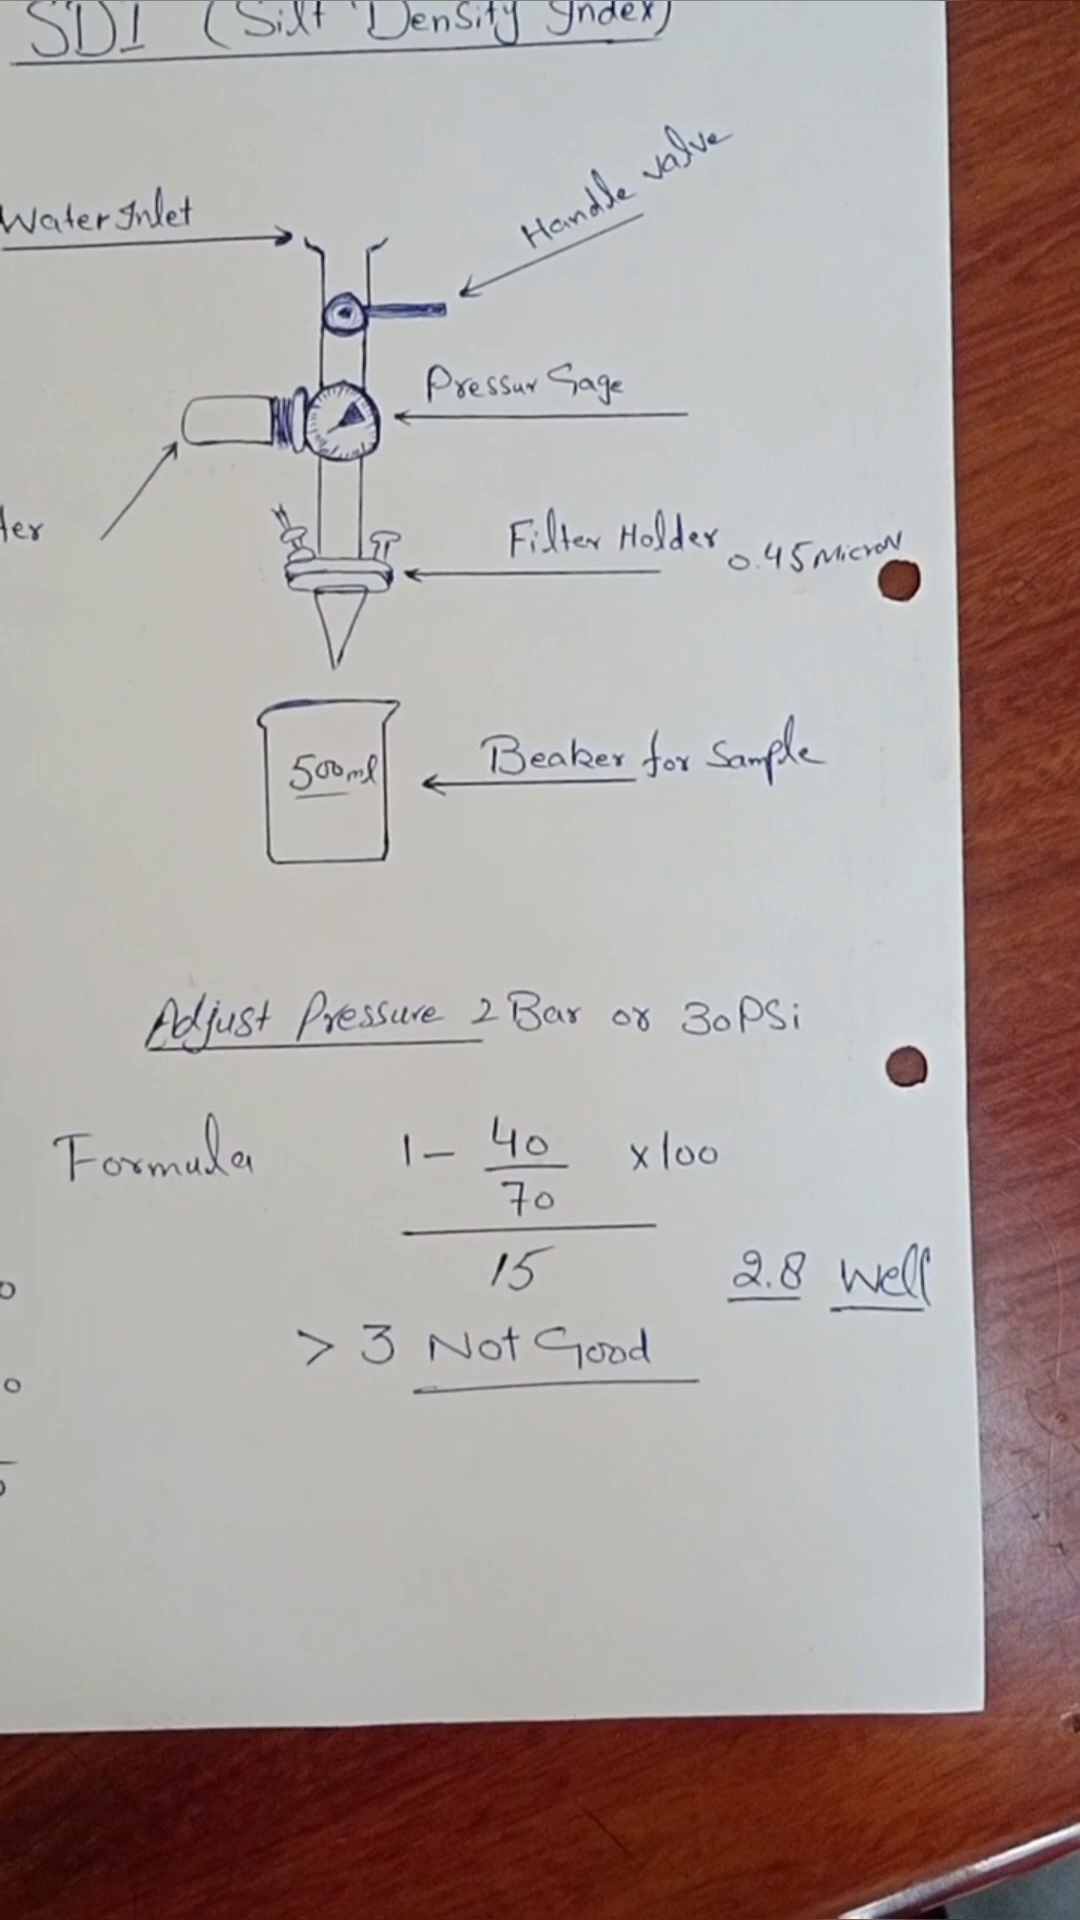 SDI (Silt Density Index)
Handle valve
Water Inlet
Pressur Gage
Filter Holder 0.45 Micron
500ml
Beaker for Sample
Adjust Pressure 2 Bar or 30 PSi
Formula 1 - 40 x100
70
15
2.8 Well
> 3 Not Good